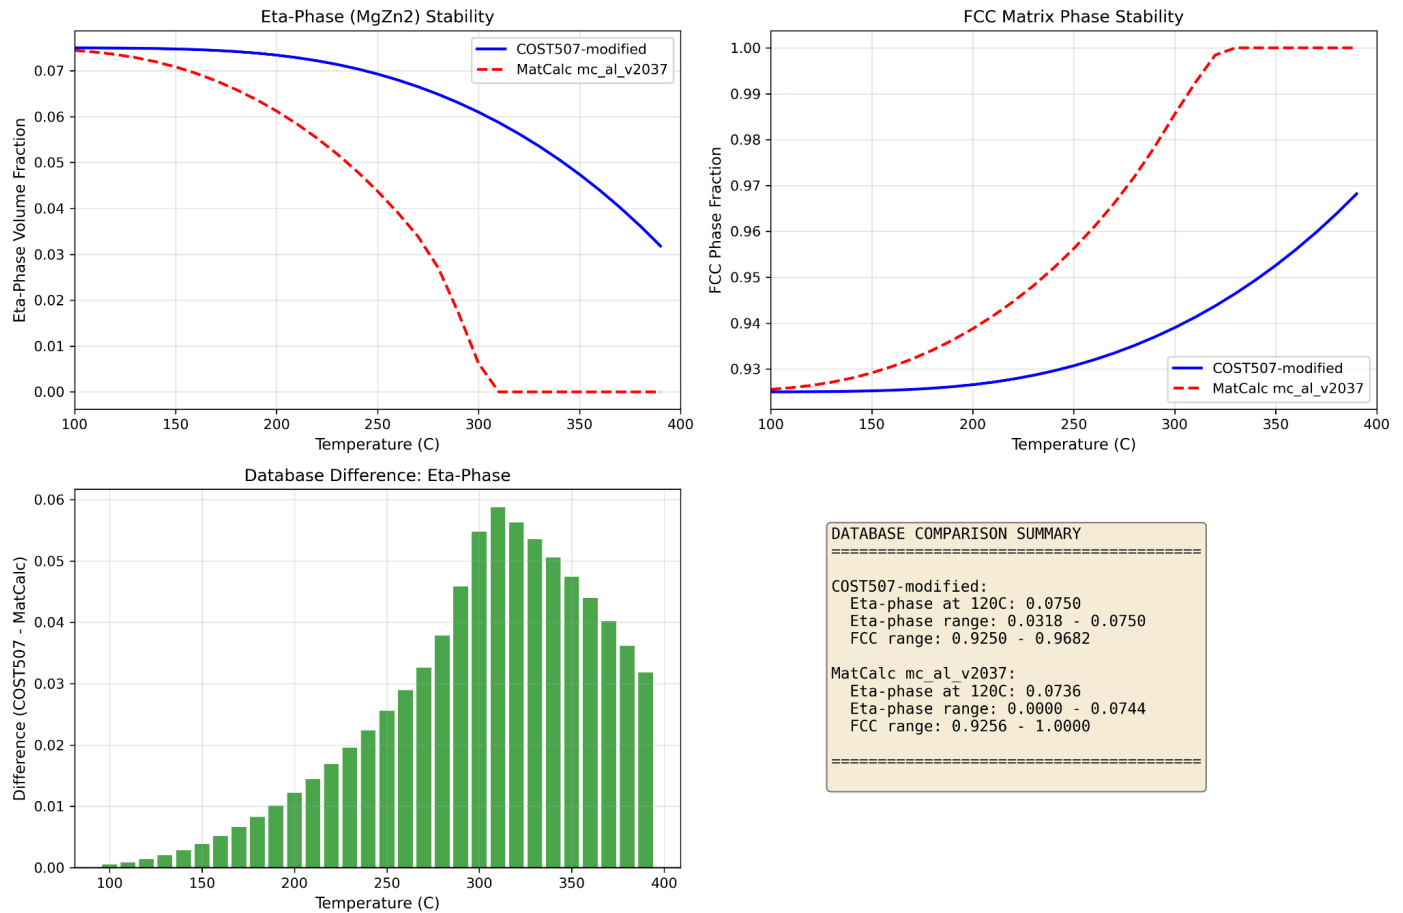 Eta-Phase (MgZn2) Stability
Eta-Phase Volume Fraction
0.07
0.06
0.05
0.04
0.03
0.02
0.01
0.00
COST507-modified
MatCalc mc_al_v2037
100 150 200 250 300 350 400
Temperature (C)
FCC Matrix Phase Stability
FCC Phase Fraction
1.00
0.99
0.98
0.97
0.96
0.95
0.94
0.93
COST507-modified
MatCalc mc_al_v2037
100 150 200 250 300 350 400
Temperature (C)
Database Difference: Eta-Phase
Difference (COST507 - MatCalc)
0.06
0.05
0.04
0.03
0.02
0.01
0.00
100 150 200 250 300 350 400
Temperature (C)
DATABASE COMPARISON SUMMARY
========================================
COST507-modified:
Eta-phase at 120C: 0.0750
Eta-phase range: 0.0318 - 0.0750
FCC range: 0.9250 - 0.9682
MatCalc mc_al_v2037:
Eta-phase at 120C: 0.0736
Eta-phase range: 0.0000 - 0.0744
FCC range: 0.9256 - 1.0000
========================================